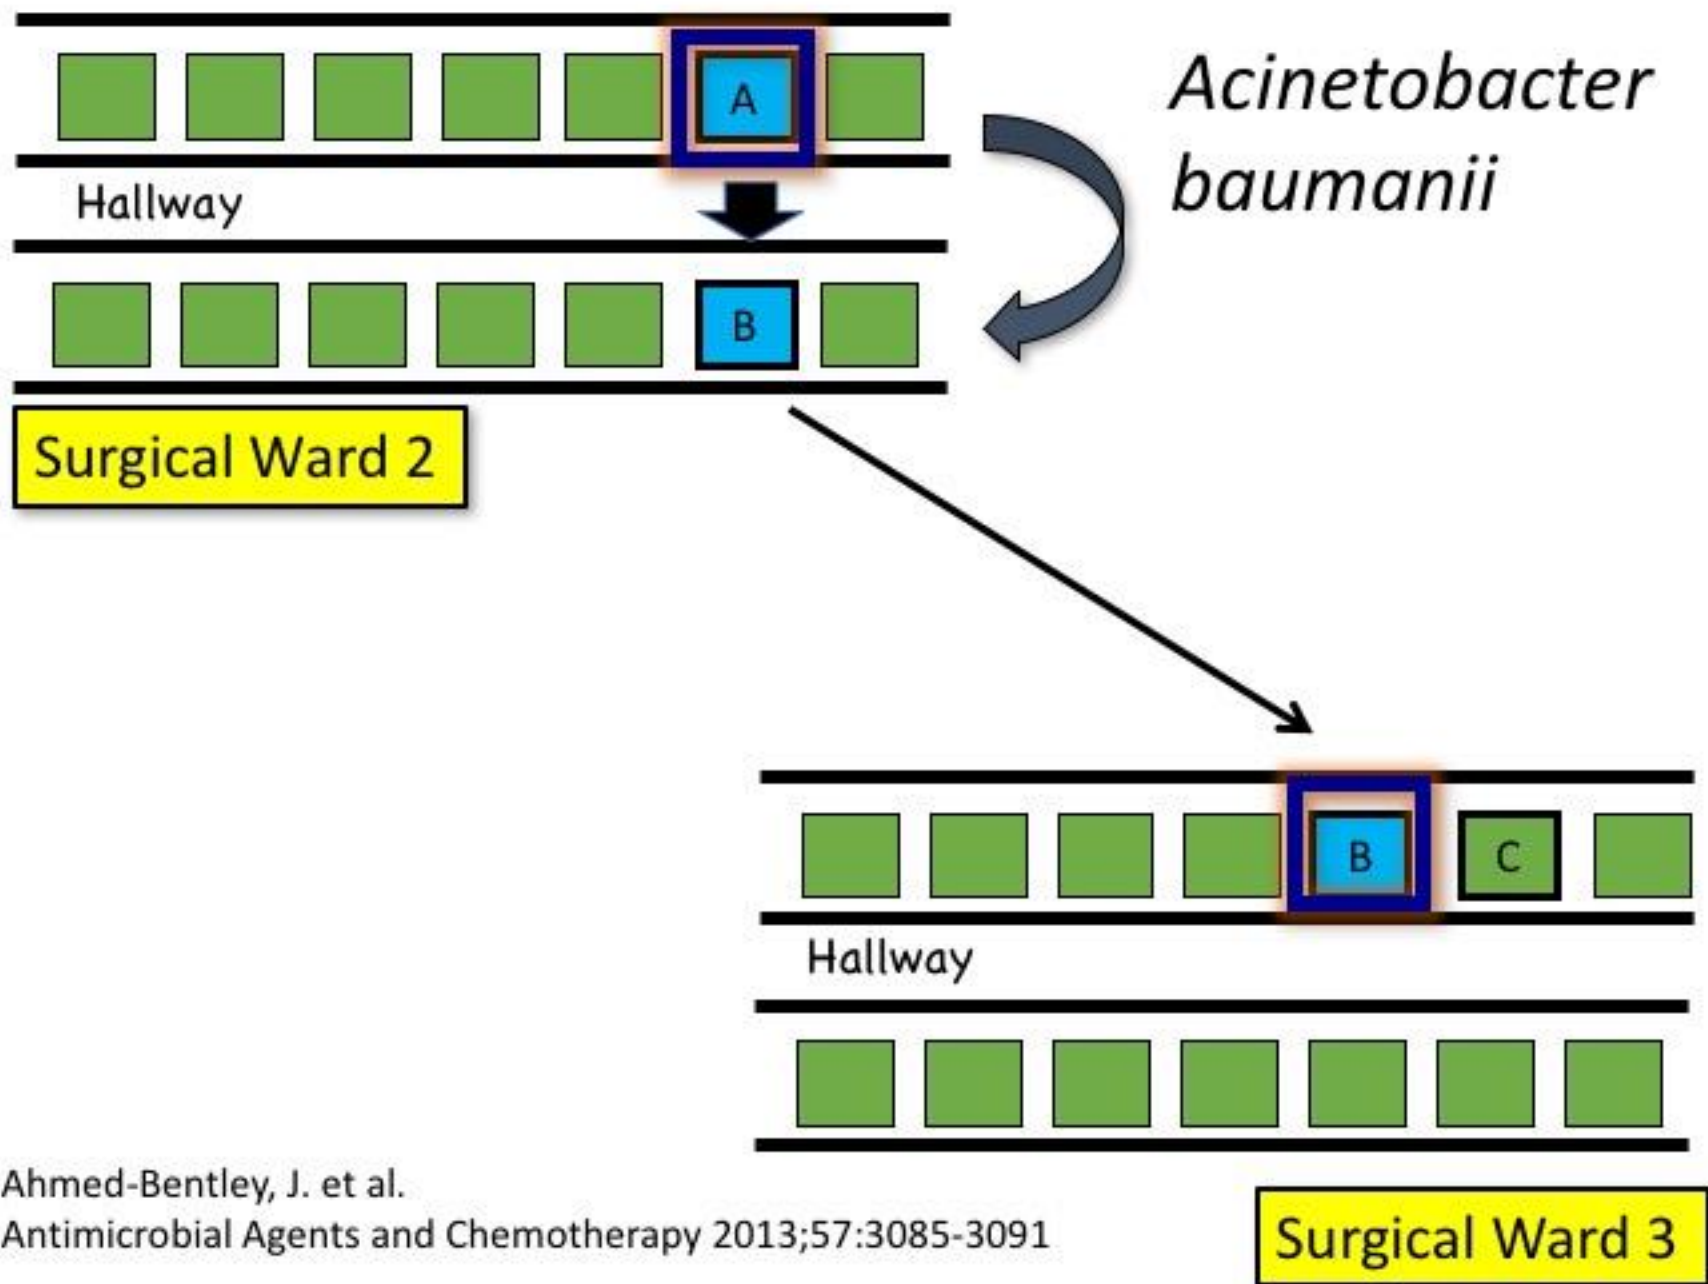 A
Acinetobacter
baumanii
Hallway
B
Surgical Ward 2
B
C
Hallway
Ahmed-Bentley, J. et al.
Antimicrobial Agents and Chemotherapy 2013;57:3085-3091
Surgical Ward 3